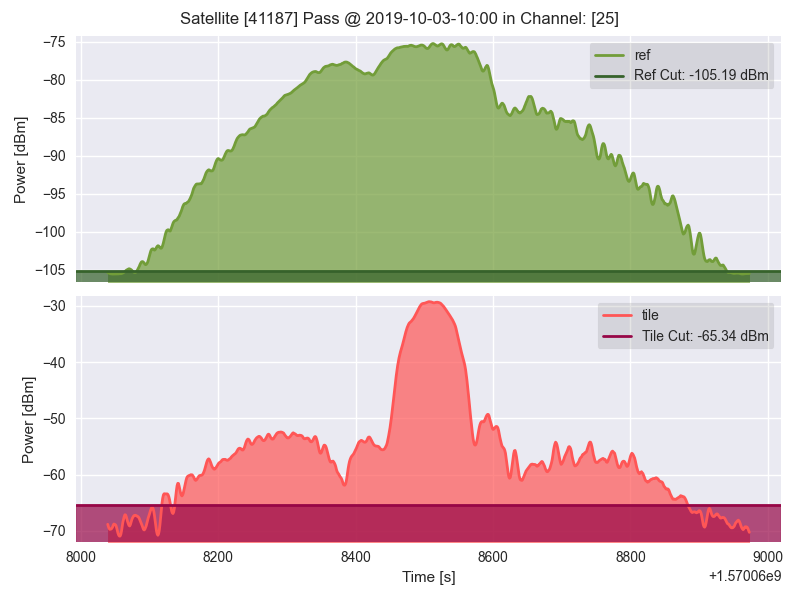 Satellite [41187] Pass @ 2019-10-03-10:00 in Channel: [25]
−75
−80
−85
−90
−95
−100
−105
Power [dBm]
ref
Ref Cut: -105.19 dBm
−30
−40
−50
−60
−70
Power [dBm]
tile
Tile Cut: -65.34 dBm
8000
8200
8400
8600
8800
9000
Time [s]
+1.57006e9